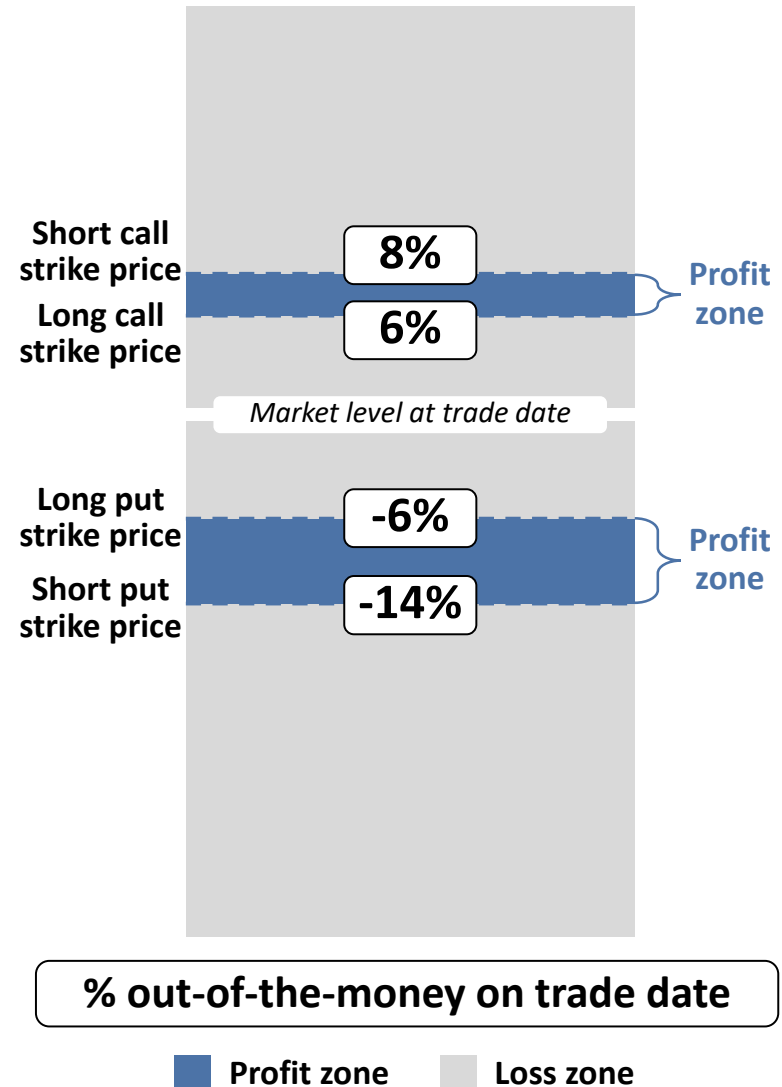 Short call
strike price
8%
Profit
zone
Long call
strike price
6%
Market level at trade date
Long put
strike price
-6%
Profit
zone
Short put
strike price
-14%
% out-of-the-money on trade date
Profit zone
Loss zone